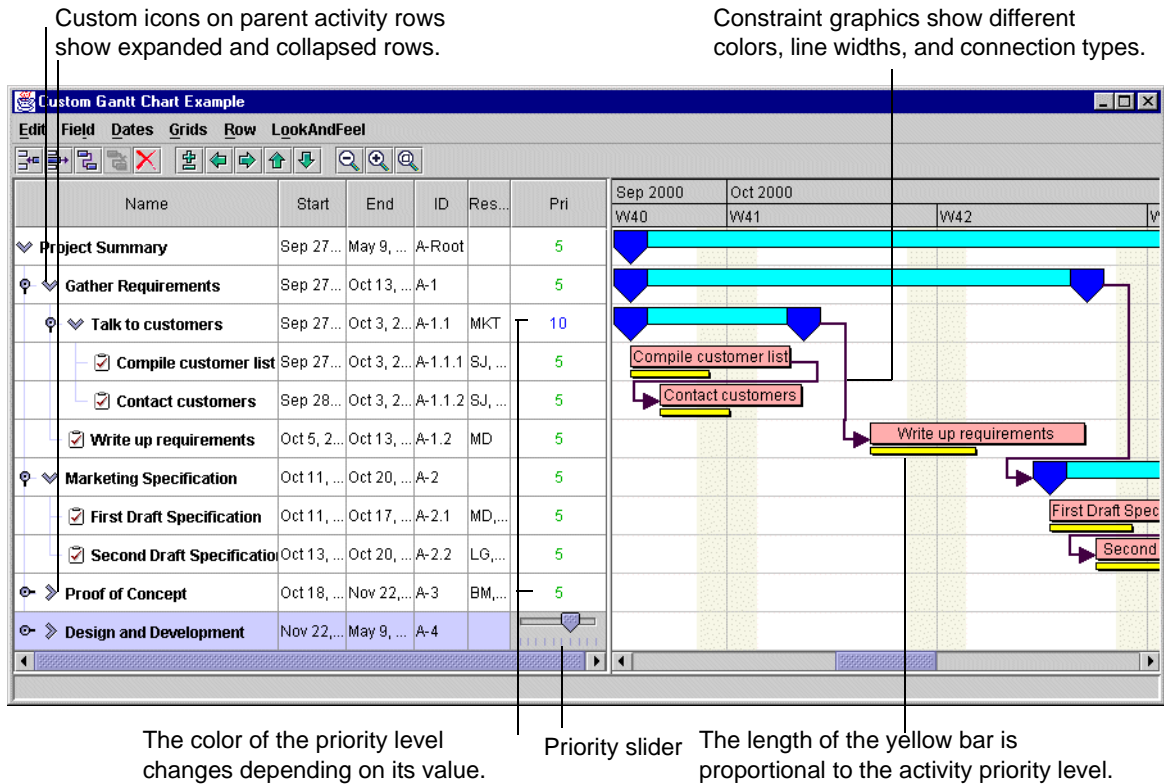 Custom icons on parent activity rows
show expanded and collapsed rows.
Constraint graphics show different
colors, line widths, and connection types.
Custom Gantt Chart Example
Edit Field Dates Grids Row LookAndFeel
Name Start End ID Res... Pri
Sep 2000 Oct 2000
W40 W41 W42
Project Summary Sep 27... May 9, ... A-Root 5
Gather Requirements Sep 27... Oct 13, ... A-1 5
Talk to customers Sep 27... Oct 3, 2... A-1.1 MKT 10
Compile customer list Sep 27... Oct 3, 2... A-1.1.1 SJ, ... 5 Compile customer list
Contact customers Sep 28... Oct 3, 2... A-1.1.2 SJ, ... 5 Contact customers
Write up requirements Oct 5, 2... Oct 13, ... A-1.2 MD 5 Write up requirements
Marketing Specification Oct 11, ... Oct 20, ... A-2 5
First Draft Specification Oct 11, ... Oct 17, ... A-2.1 MD,... 5 First Draft Spec
Second Draft Specificatio Oct 13, ... Oct 20, ... A-2.2 LG,... 5 Second
Proof of Concept Oct 18, ... Nov 22,... A-3 BM,... 5
Design and Development Nov 22,... May 9, ... A-4
The color of the priority level
changes depending on its value.
Priority slider
The length of the yellow bar is
proportional to the activity priority level.